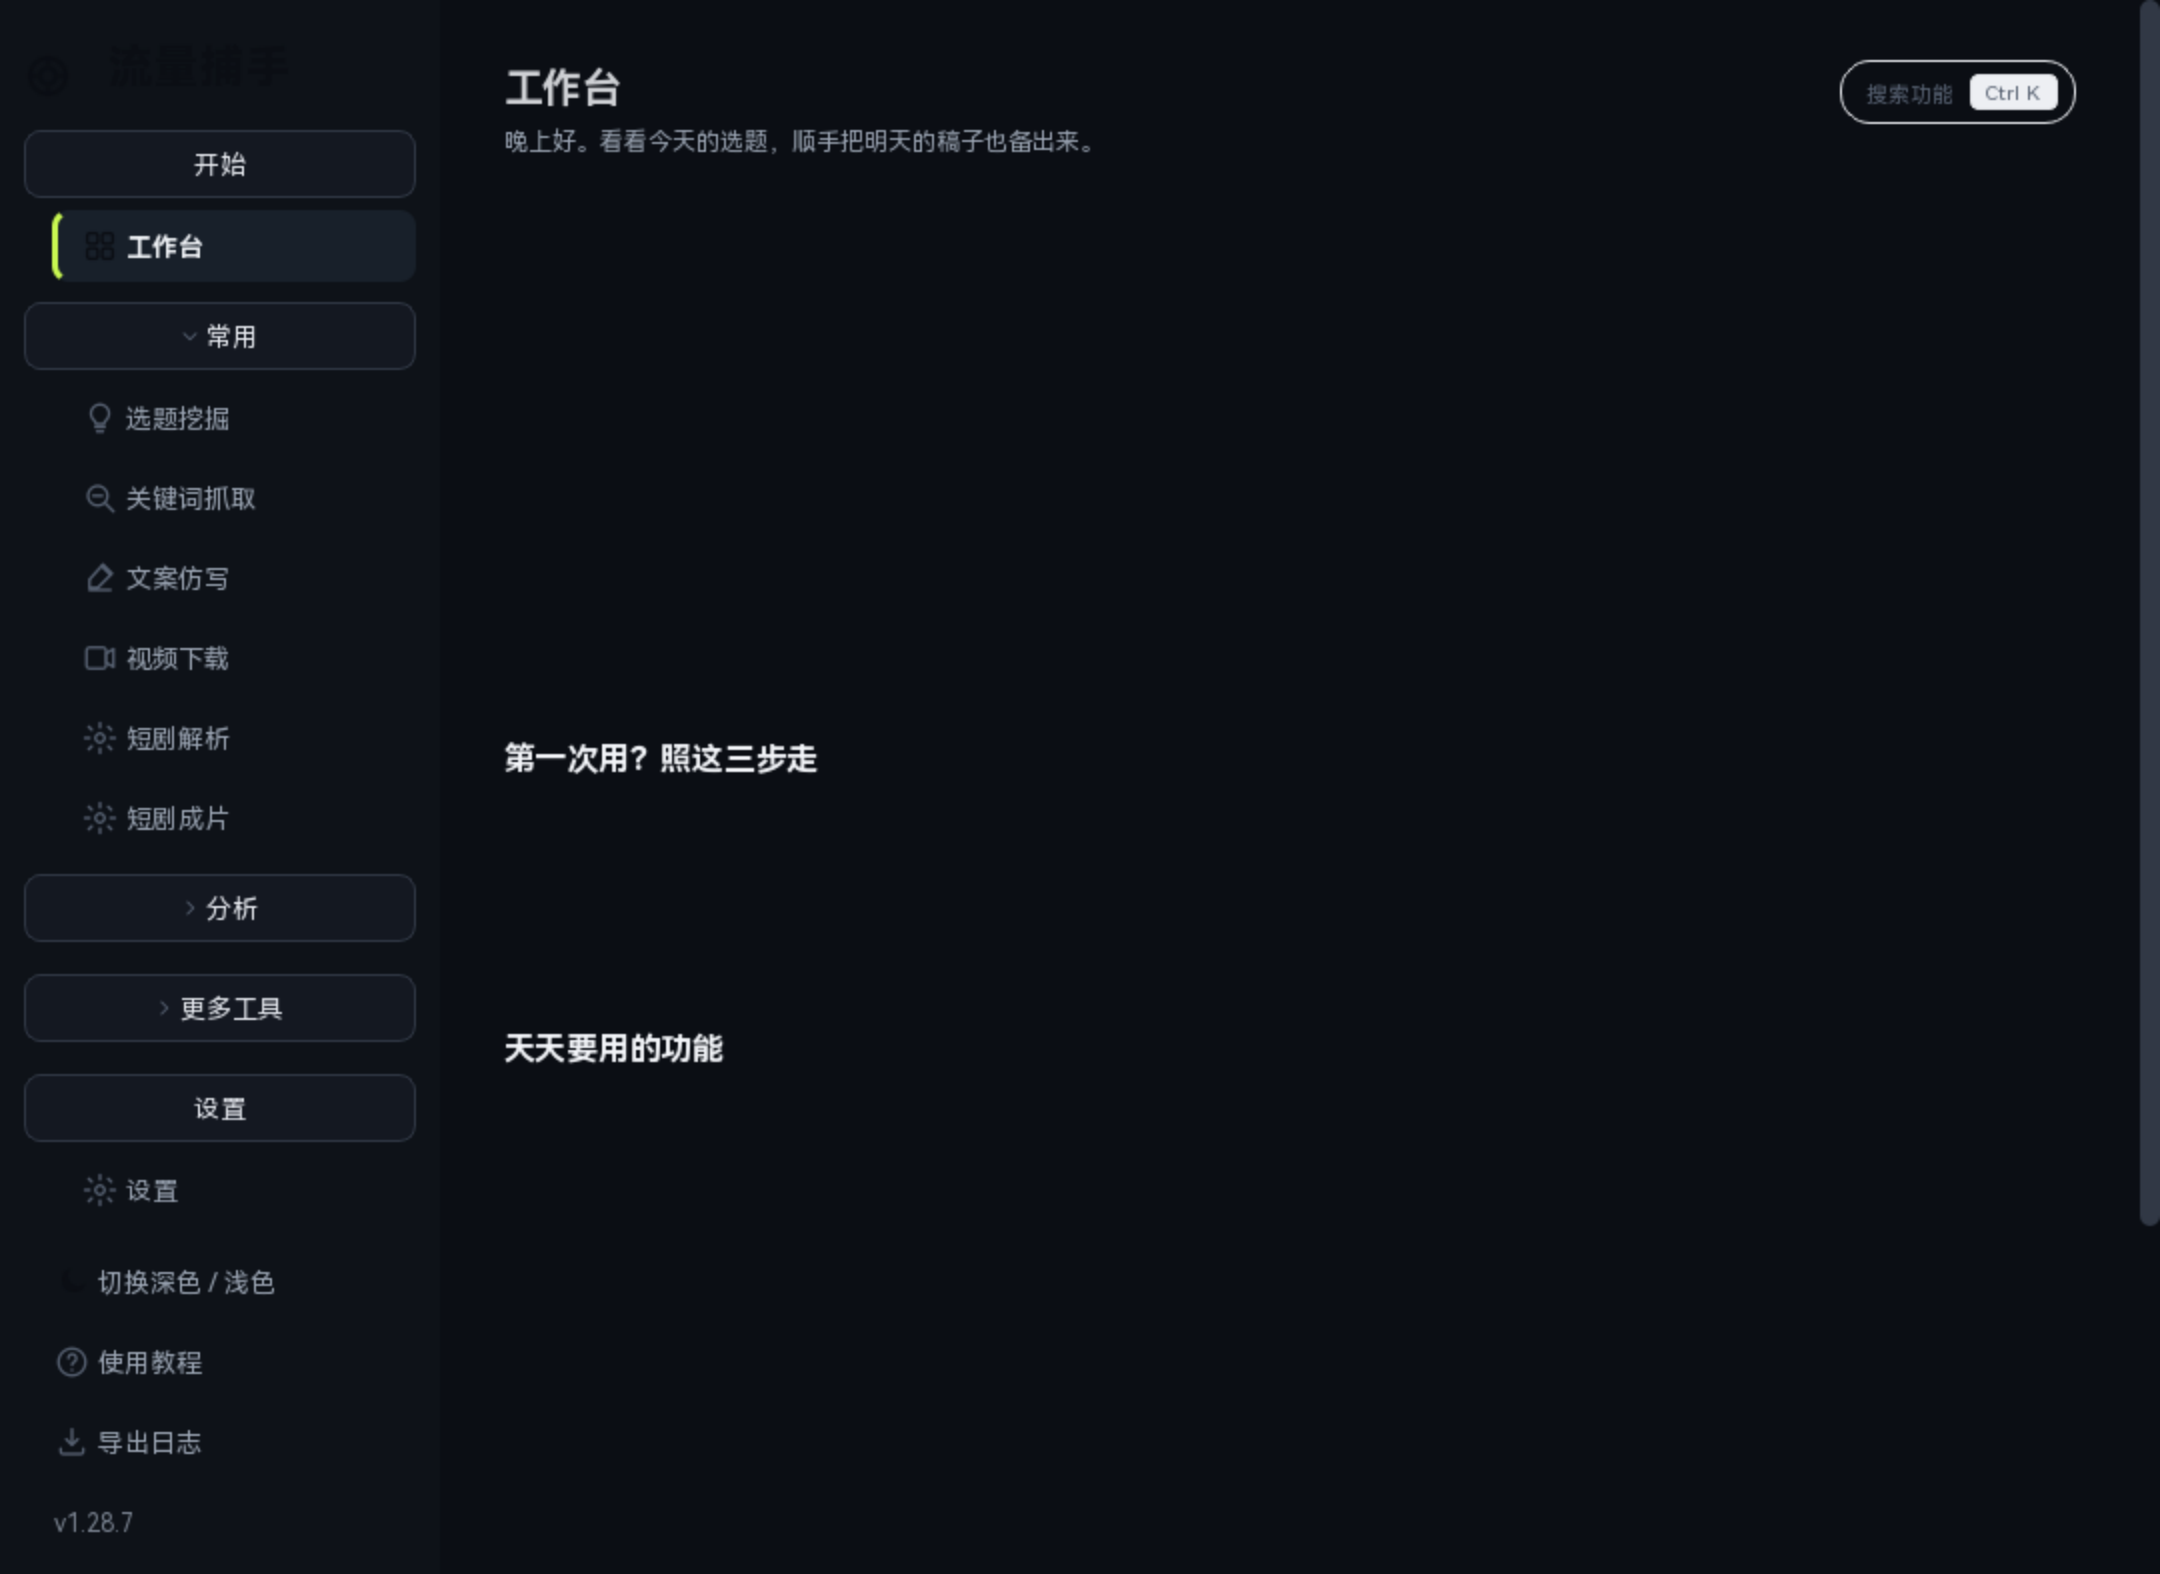 流量捕手
开始
工作台
常用
选题挖掘
关键词抓取
文案仿写
视频下载
短剧解析
短剧成片
分析
更多工具
设置
设置
切换深色 / 浅色
使用教程
导出日志
v1.28.7
工作台
晚上好。看看今天的选题，顺手把明天的稿子也备出来。
搜索功能 Ctrl K
第一次用？照这三步走
天天要用的功能